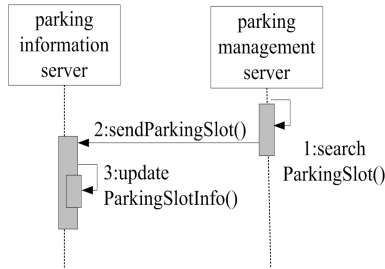 parking
information
server
parking
management
server
2:sendParkingSlot()
1:search
ParkingSlot()
3:update
ParkingSlotInfo()